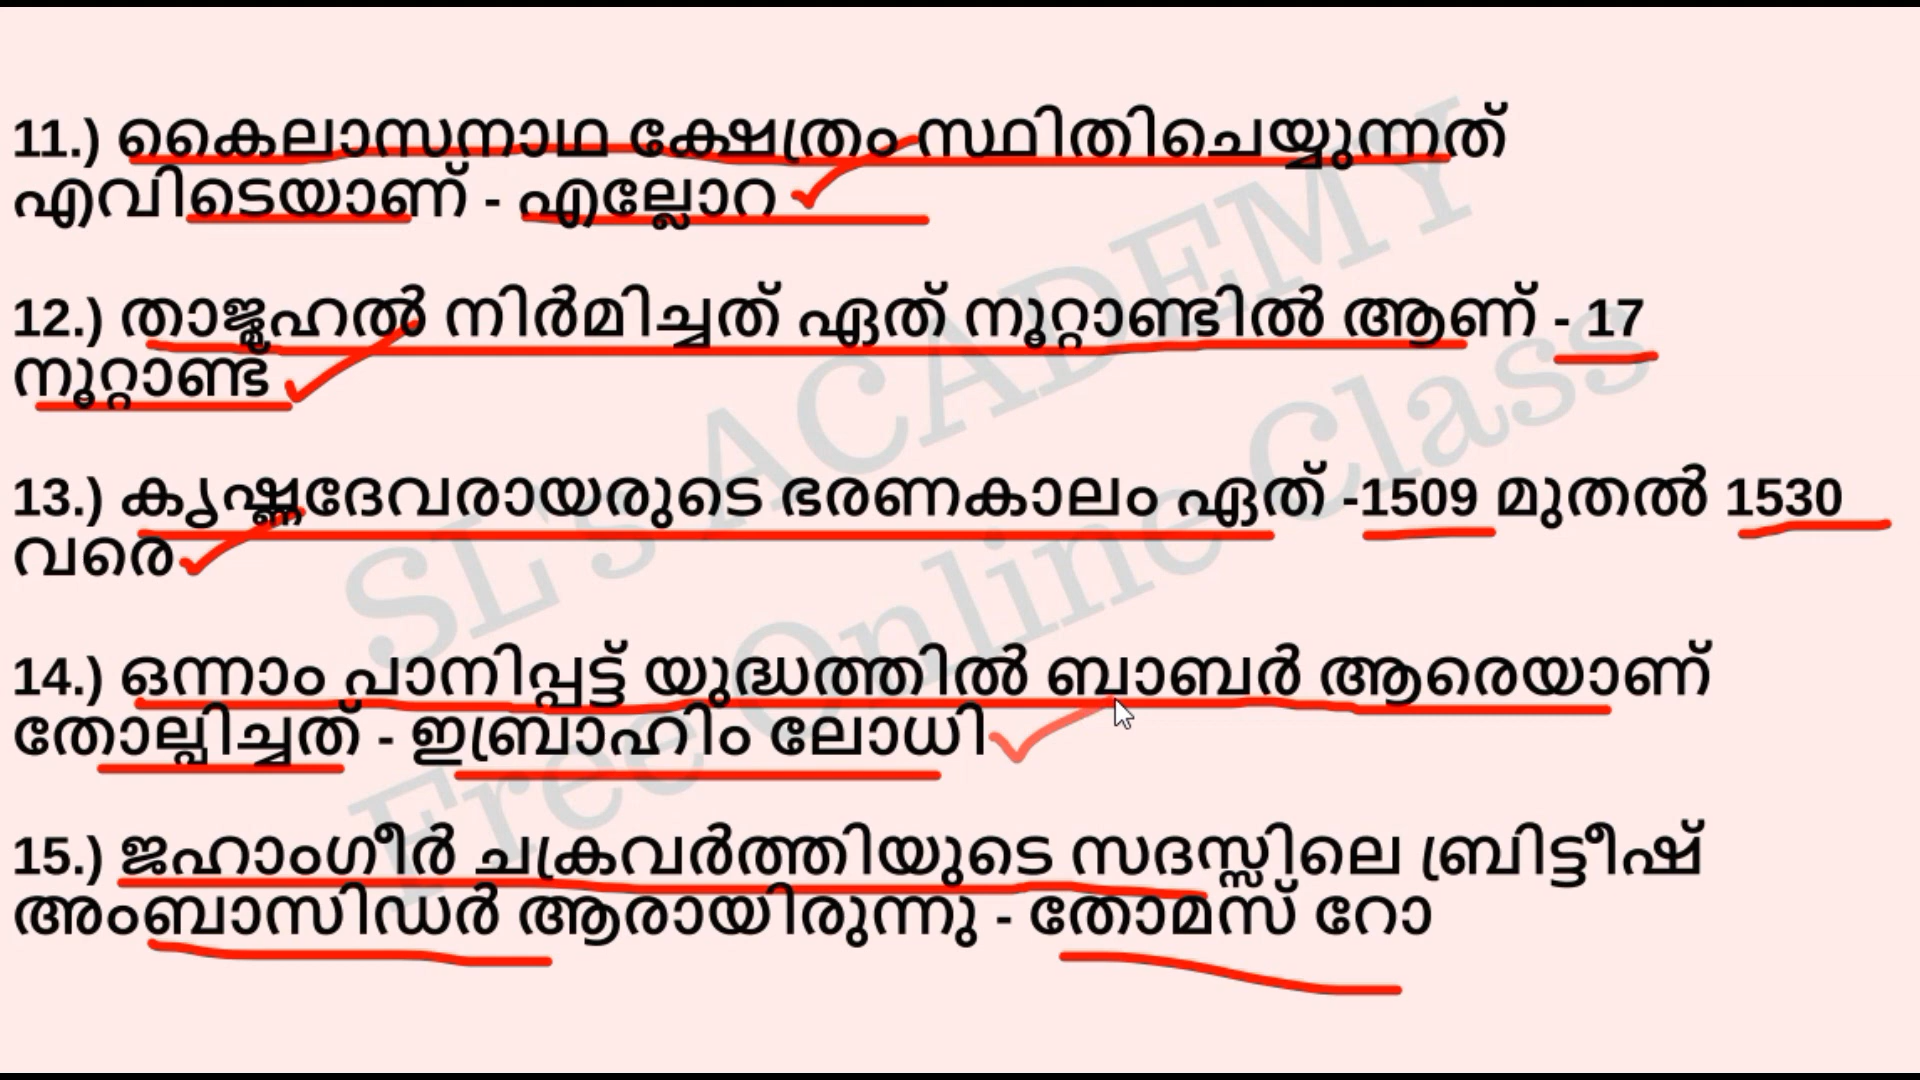 11.) കൈലാസനാഥ ക്ഷേത്രം സ്ഥിതിചെയ്യുന്നത്
എവിടെയാണ് - എല്ലോറ
12.) താജ്മഹൽ നിർമിച്ചത് ഏത് നൂറ്റാണ്ടിൽ ആണ് - 17
നൂറ്റാണ്ട്
13.) കൃഷ്ണദേവരായരുടെ ഭരണകാലം ഏത് -1509 മുതൽ 1530
വരെ
14.) ഒന്നാം പാനിപ്പട്ട് യുദ്ധത്തിൽ ബാബർ ആരെയാണ്
തോല്പിച്ചത് - ഇബ്രാഹിം ലോധി
15.) ജഹാംഗീർ ചക്രവർത്തിയുടെ സദസ്സിലെ ബ്രിട്ടീഷ്
അംബാസിഡർ ആരായിരുന്നു - തോമസ് റോ
SL's ACADEMY
Free Online Class